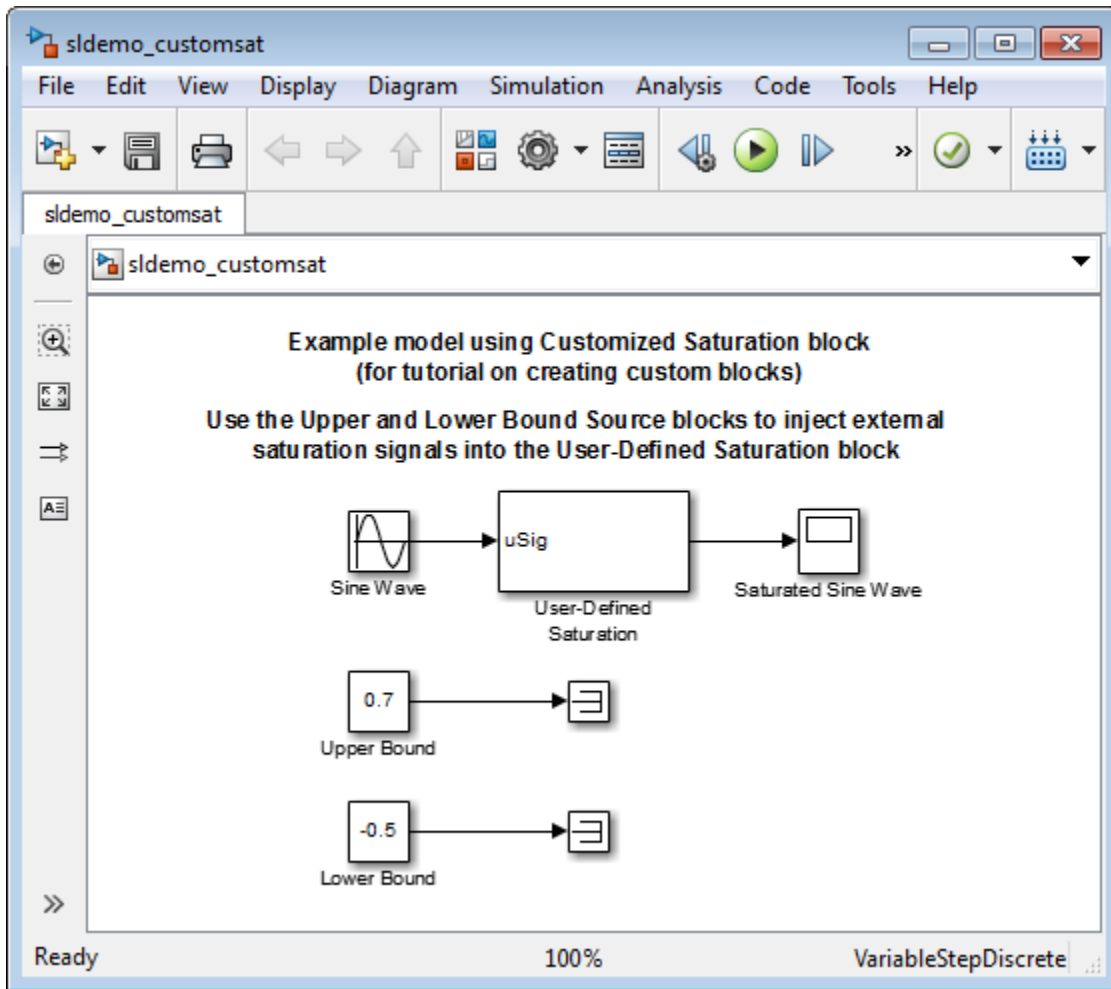 sldemo_customsat
File Edit View Display Diagram Simulation Analysis Code Tools Help
sldemo_customsat
sldemo_customsat
Example model using Customized Saturation block
(for tutorial on creating custom blocks)
Use the Upper and Lower Bound Source blocks to inject external
saturation signals into the User-Defined Saturation block
uSig
Sine Wave
User-Defined
Saturation
Saturated Sine Wave
0.7
Upper Bound
-0.5
Lower Bound
Ready 100% VariableStepDiscrete